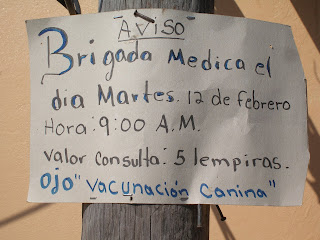 AVISO
Brigada Medica el
dia Martes. 12 de febrero
Hora: 9:00 A.M.
valor consulta: 5 lempiras.
ojo "vacunación canina"